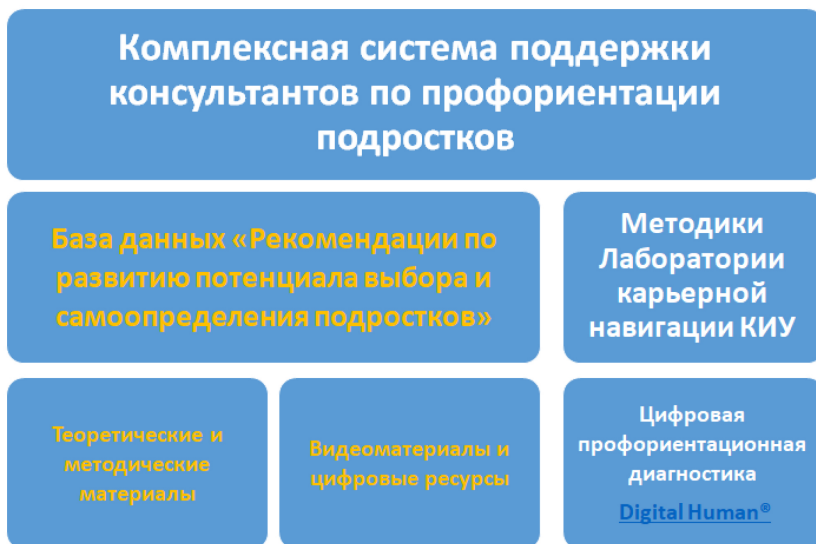 Комплексная система поддержки
консультантов по профориентации
подростков
База данных «Рекомендации по
развитию потенциала выбора и
самоопределения подростков»
Методики
Лаборатории
карьерной
навигации КИУ
Теоретические и
методические
материалы
Видеоматериалы и
цифровые ресурсы
Цифровая
профориентационная
диагностика
Digital Human®